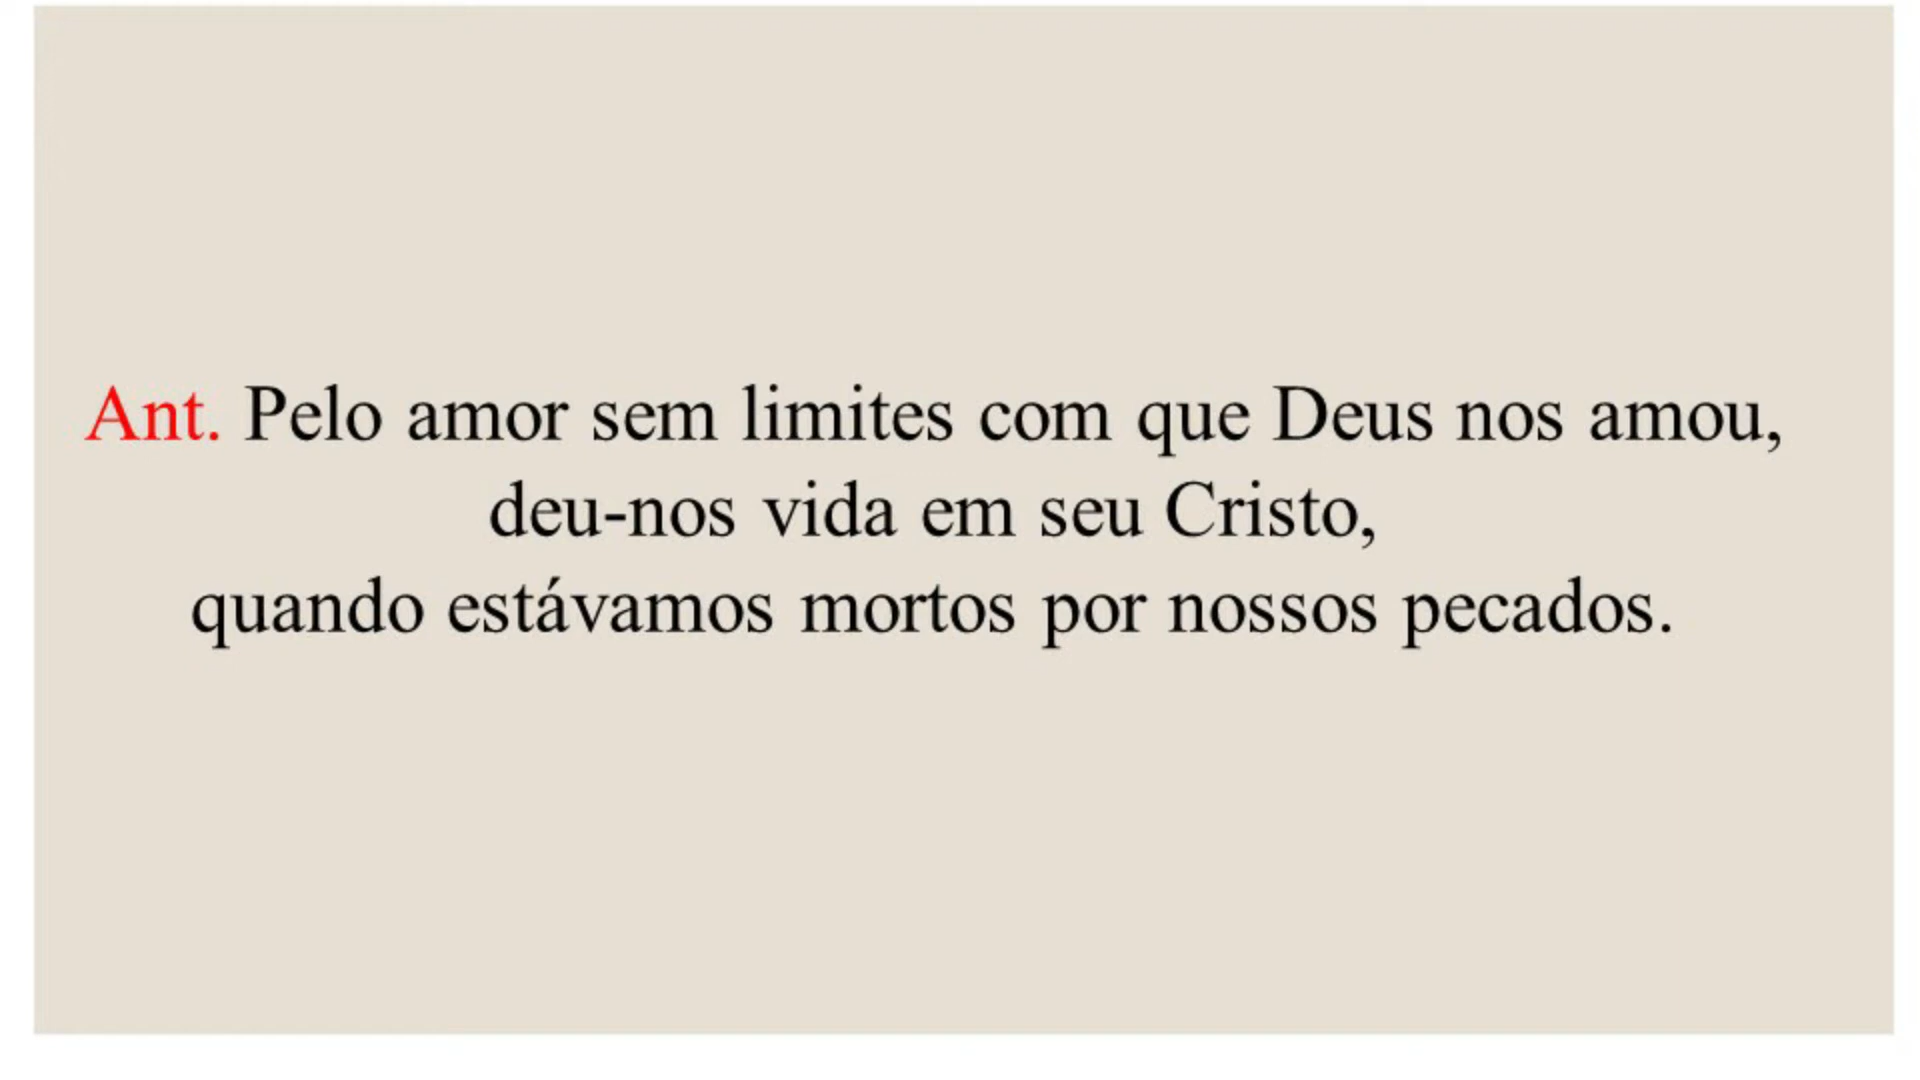 Ant. Pelo amor sem limites com que Deus nos amou,
deu-nos vida em seu Cristo,
quando estávamos mortos por nossos pecados.